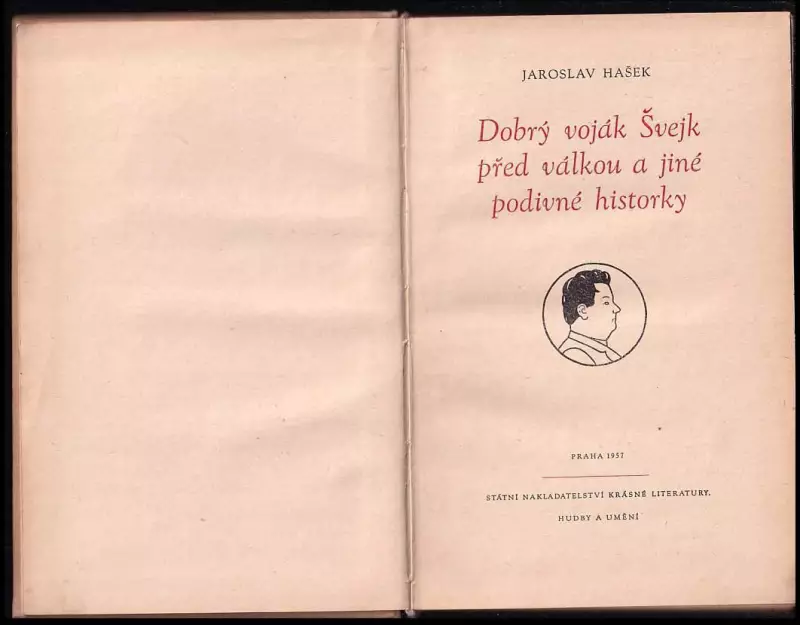 JAROSLAV HAŠEK
Dobrý voják Švejk
před válkou a jiné
podivné historky
PRAHA 1957
STÁTNÍ NAKLADATELSTVÍ KRÁSNÉ LITERATURY,
HUDBY A UMĚNÍ